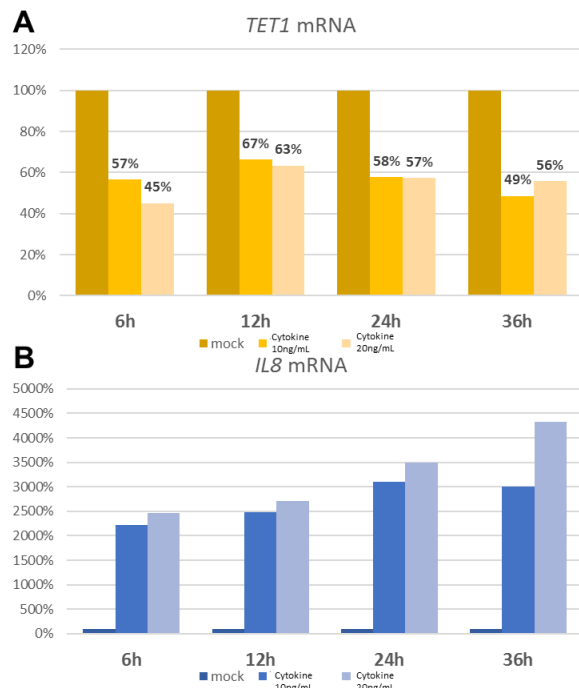 A
TET1 mRNA
120%
100%
80%
60%
40%
20%
0%
57%
45%
67%
63%
58%
57%
49%
56%
6h
12h
24h
36h
mock
Cytokine
10ng/mL
Cytokine
20ng/mL
B
IL8 mRNA
5000%
4500%
4000%
3500%
3000%
2500%
2000%
1500%
1000%
500%
0%
6h
12h
24h
36h
mock
Cytokine
10ng/mL
Cytokine
20ng/mL